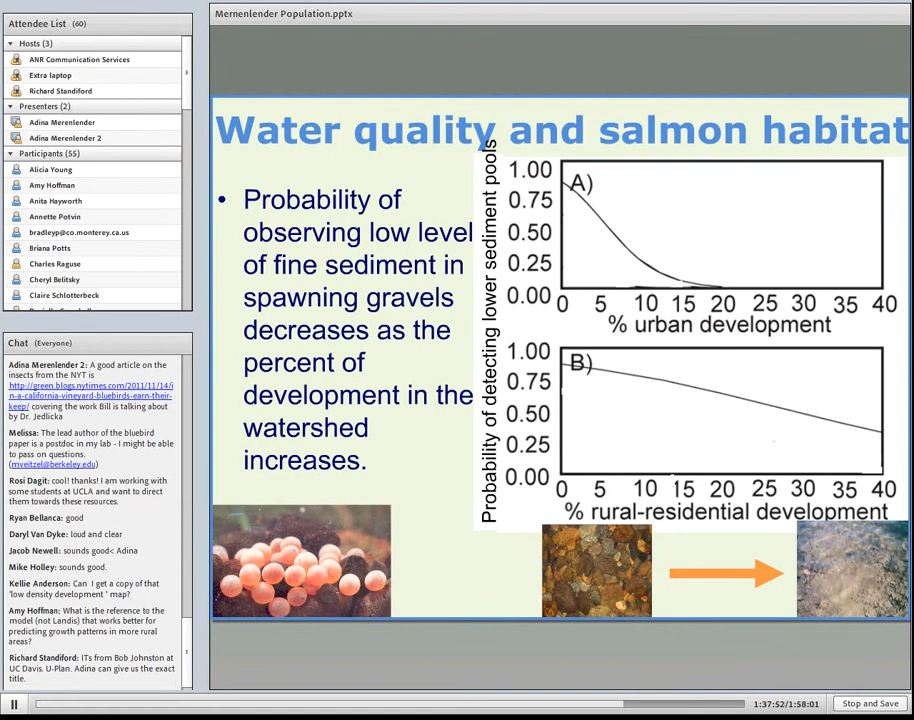 Attendee List (60)
Hosts (3)
ANR Communication Services
Extra laptop
Richard Standiford
Presenters (2)
Adina Merenlender
Adina Merenlender 2
Participants (55)
Alicia Young
Amy Hoffman
Anita Hayworth
Annette Potvin
bradleyp@co.monterey.ca.us
Briana Potts
Charles Raguse
Cheryl Belitsky
Claire Schlotterbeck
Chat (Everyone)
Adina Merenlender 2: A good article on the
insects from the NYT is
http://green.blogs.nytimes.com/2011/11/14/i
n-a-california-vineyard-bluebirds-earn-their-
keep/ covering the work Bill is talking about
by Dr. Jedlicka
Melissa: The lead author of the bluebird
paper is a postdoc in my lab - I might be able
to pass on questions.
(mveitzel@berkeley.edu)
Rosi Dagit: cool! thanks! I am working with
some students at UCLA and want to direct
them towards these resources.
Ryan Bellanca: good
Daryl Van Dyke: loud and clear
Jacob Newell: sounds good< Adina
Mike Holley: sounds good.
Kellie Anderson: Can I get a copy of that
'low density development ' map?
Amy Hoffman: What is the reference to the
model (not Landis) that works better for
predicting growth patterns in more rural
areas?
Richard Standiford: ITs from Bob Johnston at
UC Davis. U-Plan. Adina can give us the exact
title.
Mernenlender Population.pptx
Water quality and salmon habitat
• Probability of
observing low level
of fine sediment in
spawning gravels
decreases as the
percent of
development in the
watershed
increases.
Probability of detecting lower sediment pools
A)
1.00
0.75
0.50
0.25
0.00
0 5 10 15 20 25 30 35 40
% urban development
B)
1.00
0.75
0.50
0.25
0.00
0 5 10 15 20 25 30 35 40
% rural-residential development
1:37:52/1:58:01
Stop and Save